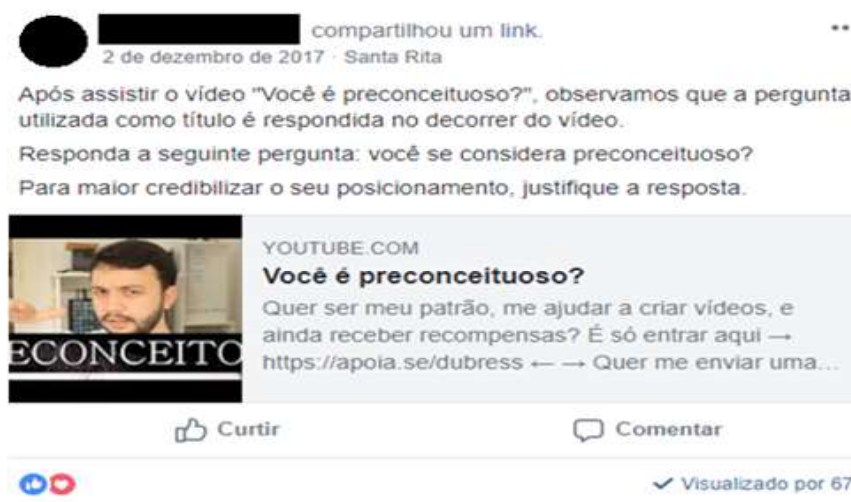 compartilhou um link.
2 de dezembro de 2017 · Santa Rita
Após assistir o vídeo "Você é preconceituoso?", observamos que a pergunta
utilizada como título é respondida no decorrer do vídeo.
Responda a seguinte pergunta: você se considera preconceituoso?
Para maior credibilizar o seu posicionamento, justifique a resposta.
ECONCEITO
YOUTUBE.COM
Você é preconceituoso?
Quer ser meu patrão, me ajudar a criar vídeos, e
ainda receber recompensas? É só entrar aqui →
https://apoia.se/dubress ← → Quer me enviar uma...
Curtir Comentar
Visualizado por 67